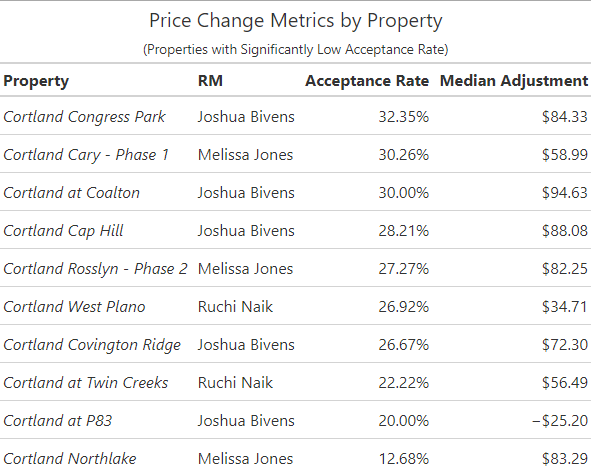 Price Change Metrics by Property
(Properties with Significantly Low Acceptance Rate)
Property RM Acceptance Rate Median Adjustment
Cortland Congress Park Joshua Bivens 32.35% $84.33
Cortland Cary - Phase 1 Melissa Jones 30.26% $58.99
Cortland at Coalton Joshua Bivens 30.00% $94.63
Cortland Cap Hill Joshua Bivens 28.21% $88.08
Cortland Rosslyn - Phase 2 Melissa Jones 27.27% $82.25
Cortland West Plano Ruchi Naik 26.92% $34.71
Cortland Covington Ridge Joshua Bivens 26.67% $72.30
Cortland at Twin Creeks Ruchi Naik 22.22% $56.49
Cortland at P83 Joshua Bivens 20.00% −$25.20
Cortland Northlake Melissa Jones 12.68% $83.29